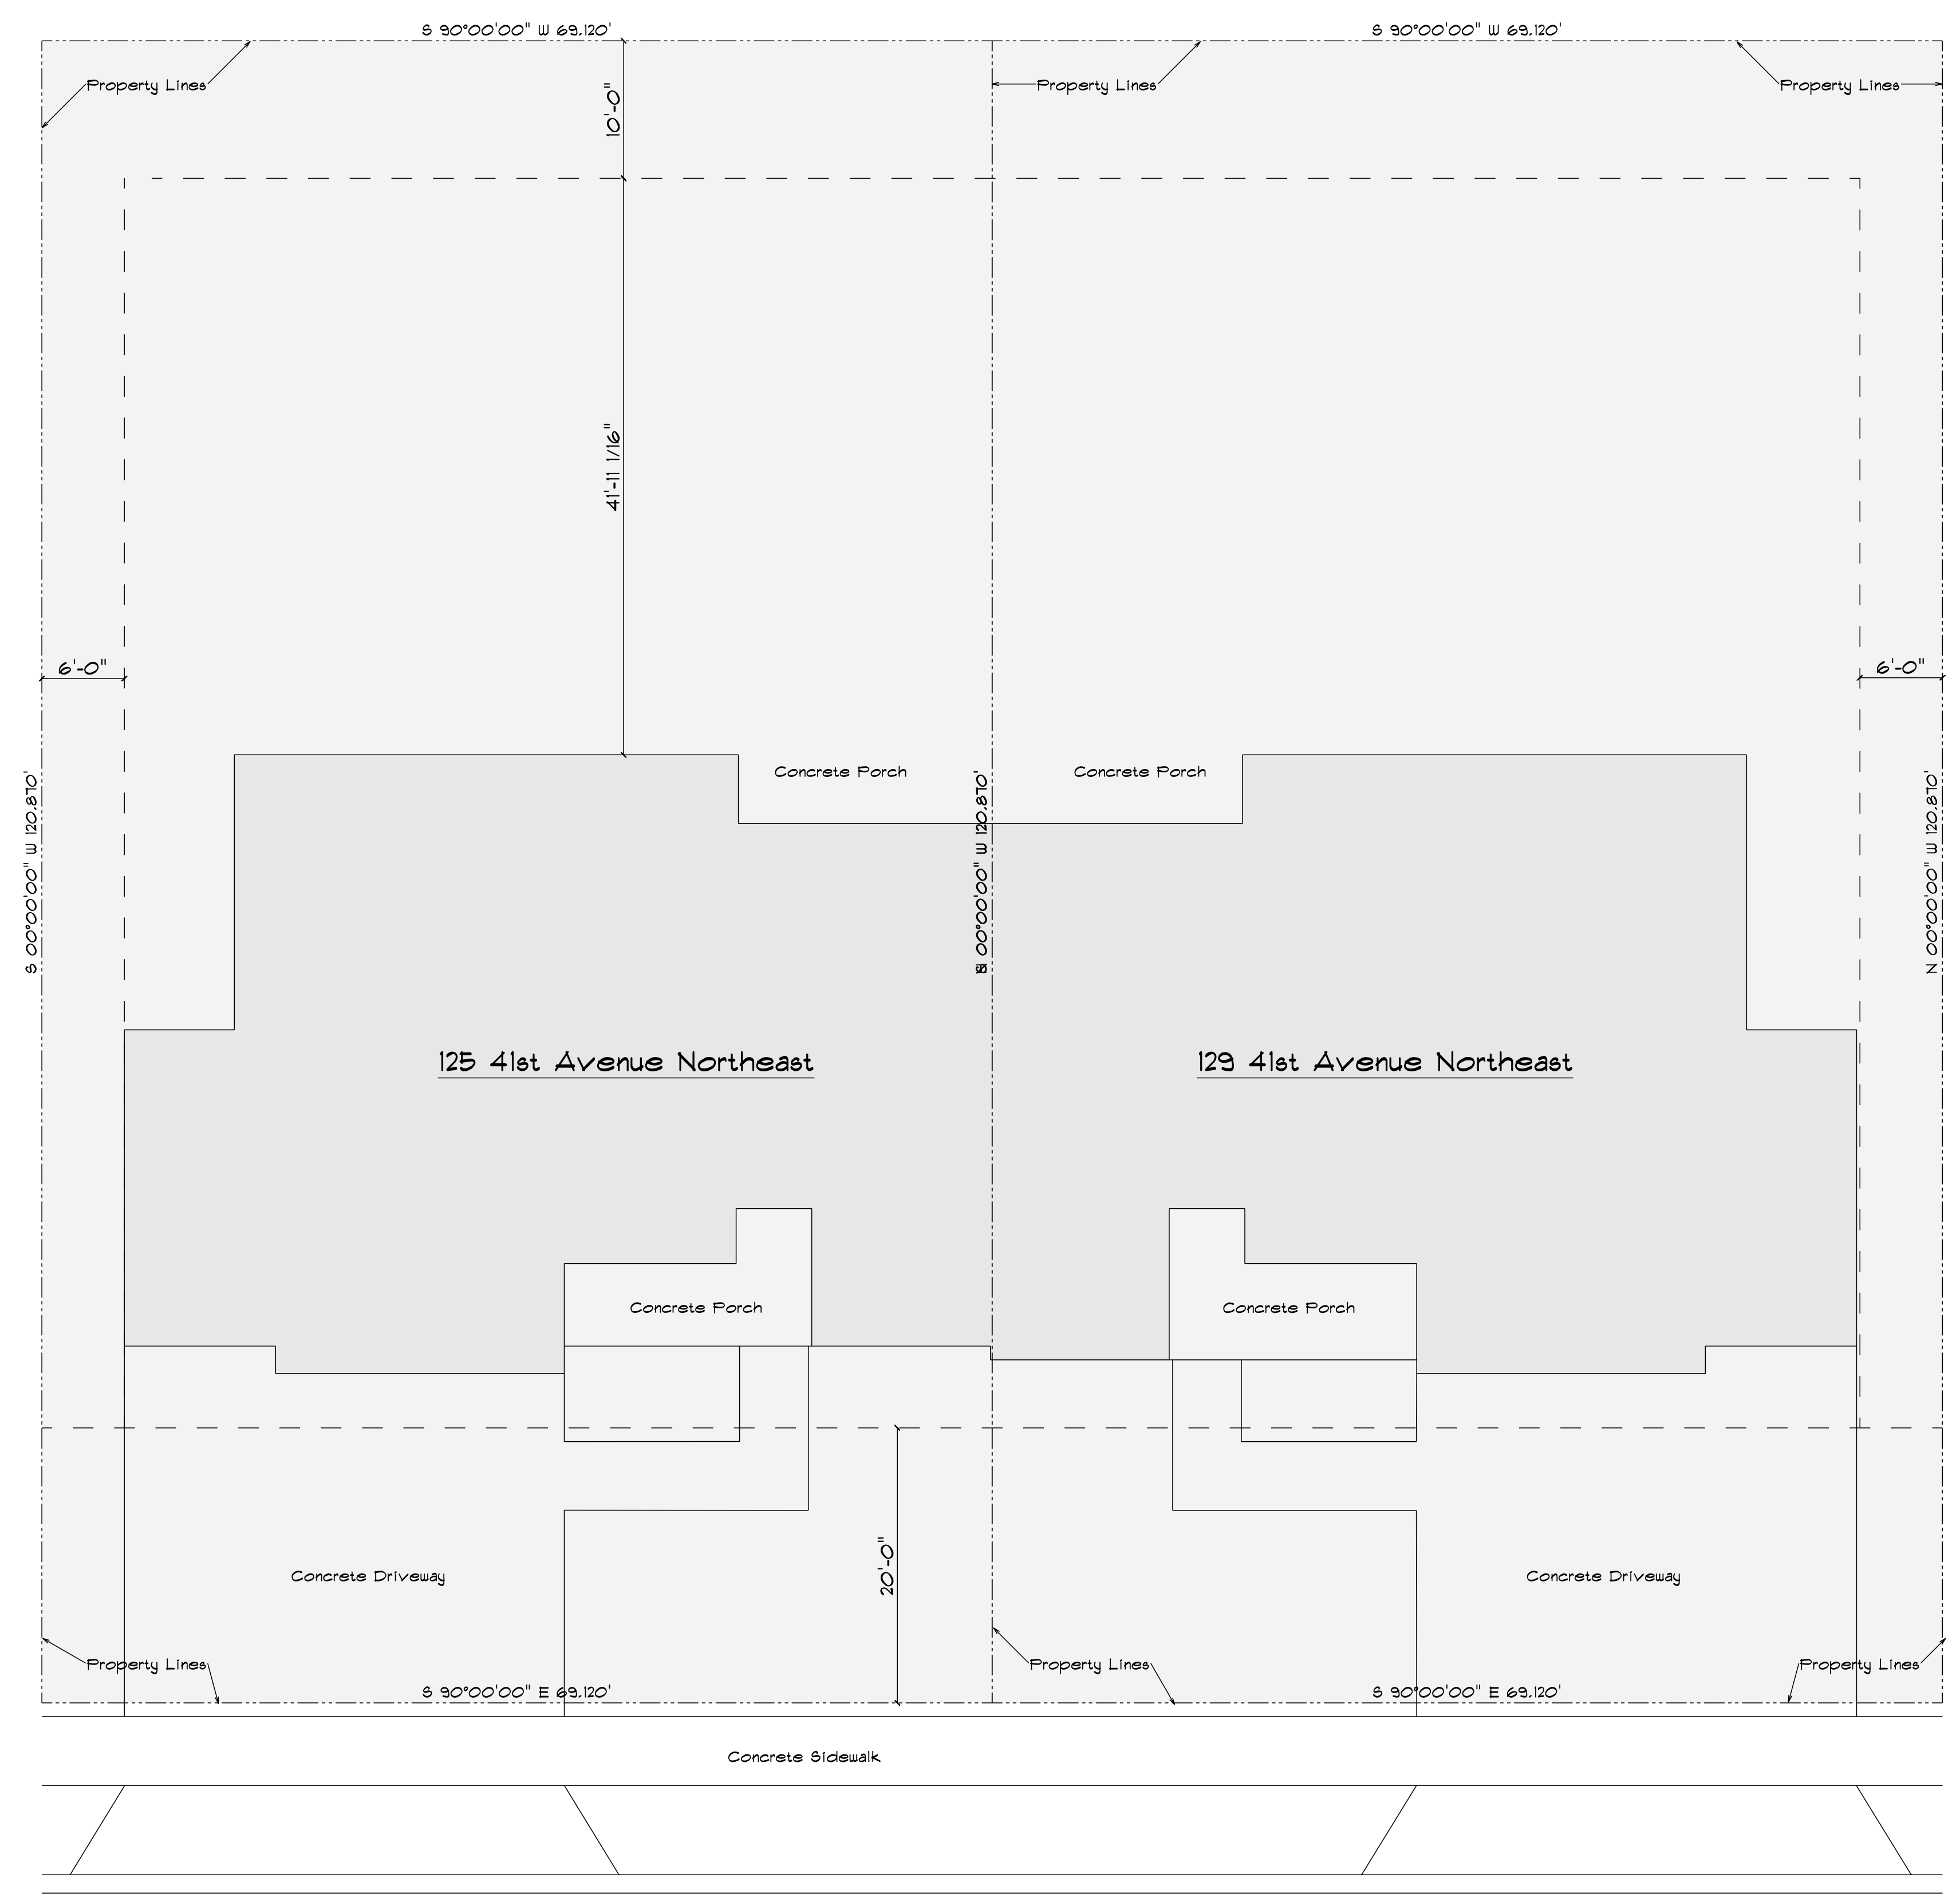 S 90°00'00" W 69.120'
S 90°00'00" W 69.120'
Property Lines
Property Lines
Property Lines
10'-0"
41'-11 1/16"
6'-0"
6'-0"
Concrete Porch
Concrete Porch
S 00°00'00" W 120.870'
00°00'00" W 120.870'
N 00°00'00" W 120.870'
125 41st Avenue Northeast
129 41st Avenue Northeast
Concrete Porch
Concrete Porch
20'-0"
Concrete Driveway
Concrete Driveway
Property Lines
Property Lines
Property Lines
S 90°00'00" E 69.120'
S 90°00'00" E 69.120'
Concrete Sidewalk